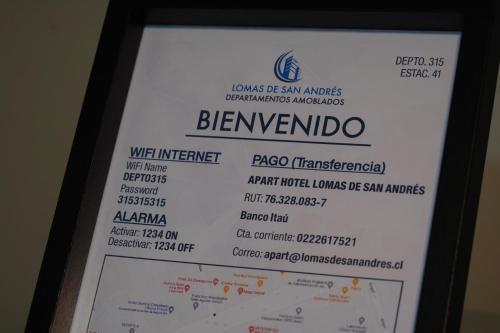 DEPTO. 315
ESTAC. 41
LOMAS DE SAN ANDRÉS
DEPARTAMENTOS AMOBLADOS
BIENVENIDO
WIFI INTERNET
WiFi Name
DEPTO315
Password
315315315
ALARMA
Activar: 1234 ON
Desactivar: 1234 OFF
PAGO (Transferencia)
APART HOTEL LOMAS DE SAN ANDRÉS
RUT: 76.328.083-7
Banco Itaú
Cta. corriente: 0222617521
Correo: apart@lomasdesanandres.cl